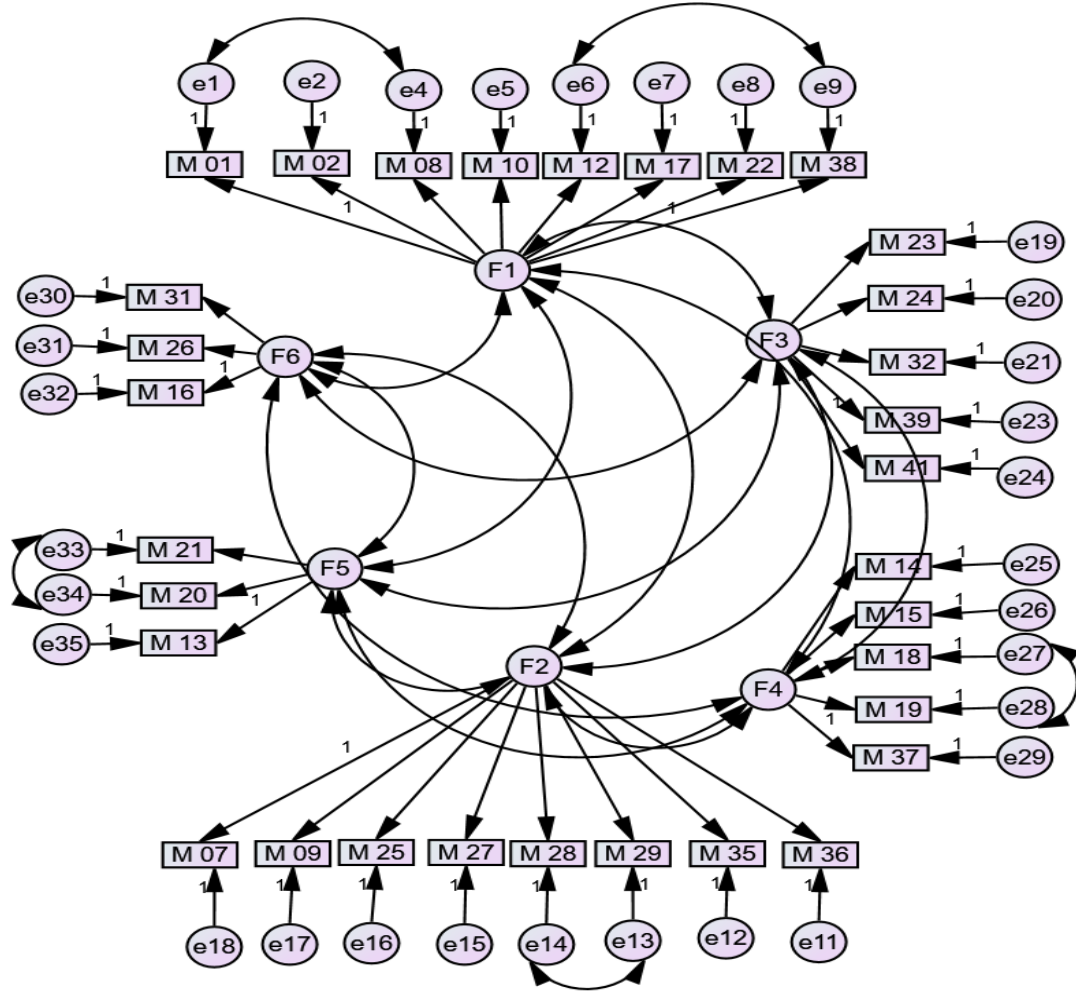 e1 e2 e4 e5 e6 e7 e8 e9
1 1 1 1 1 1 1 1
M 01 M 02 M 08 M 10 M 12 M 17 M 22 M 38
1 1
F1
M 23 1 e19
M 24 1 e20
F3
M 32 1 e21
1 M 39 1 e23
M 41 1 e24
e30 1 M 31
e31 1 M 26
F6
e32 1 M 16 1
e33 1 M 21
F5
e34 1 M 20 1
e35 1 M 13
M 14 1 e25
M 15 1 e26
M 18 1 e27
F4
M 19 1 e28
1 M 37 1 e29
F2
1
M 07 M 09 M 25 M 27 M 28 M 29 M 35 M 36
1 1 1 1 1 1 1 1
e18 e17 e16 e15 e14 e13 e12 e11